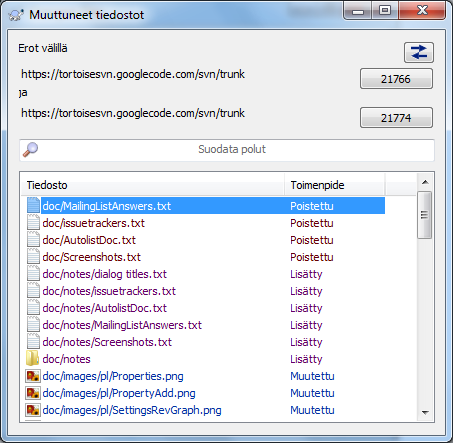 Muuttuneet tiedostot
Erot välillä
https://tortoisesvn.googlecode.com/svn/trunk
21766
ja
https://tortoisesvn.googlecode.com/svn/trunk
21774
Suodata polut
Tiedosto Toimenpide
doc/MailingListAnswers.txt Poistettu
doc/issuetrackers.txt Poistettu
doc/AutolistDoc.txt Poistettu
doc/Screenshots.txt Poistettu
doc/notes/dialog titles.txt Lisätty
doc/notes/issuetrackers.txt Lisätty
doc/notes/AutolistDoc.txt Lisätty
doc/notes/MailingListAnswers.txt Lisätty
doc/notes/Screenshots.txt Lisätty
doc/notes Lisätty
doc/images/pl/Properties.png Muutettu
doc/images/pl/PropertyAdd.png Muutettu
doc/images/pl/SettingsRevGraph.png Muutettu